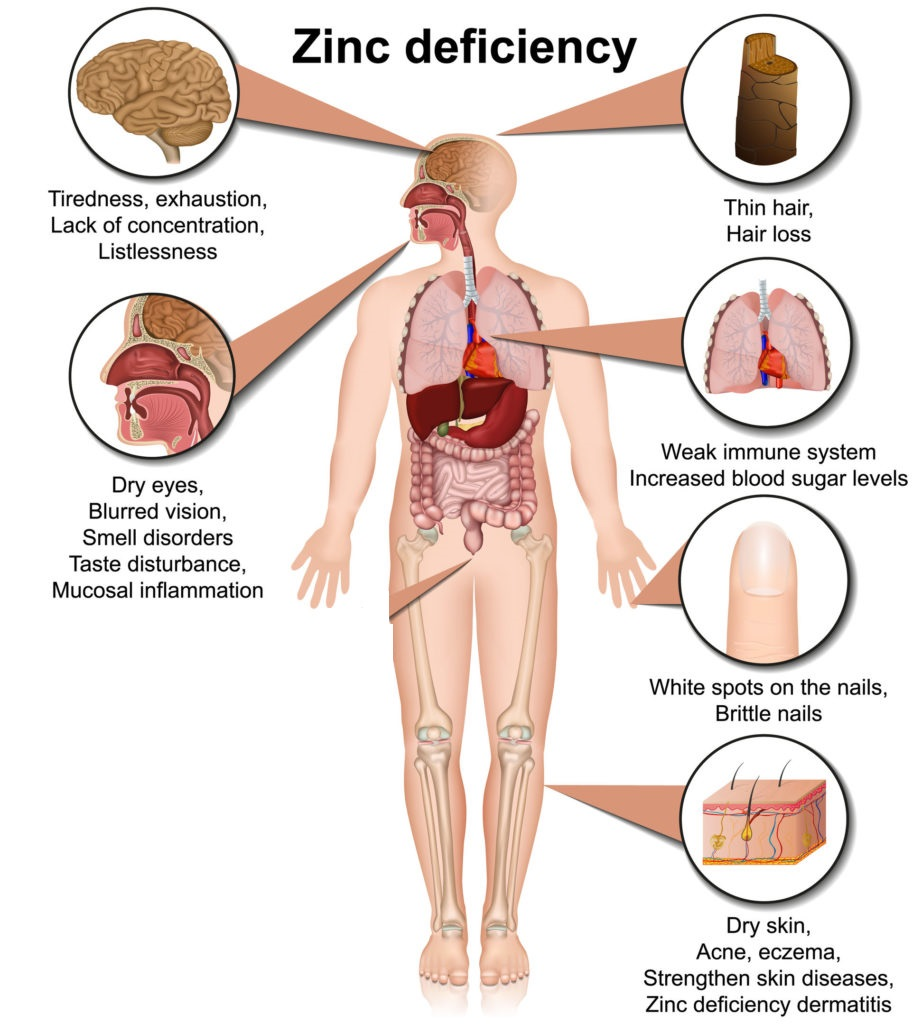 Zinc deficiency
Tiredness, exhaustion,
Lack of concentration,
Listlessness
Thin hair,
Hair loss
Dry eyes,
Blurred vision,
Smell disorders
Taste disturbance,
Mucosal inflammation
Weak immune system
Increased blood sugar levels
White spots on the nails,
Brittle nails
Dry skin,
Acne, eczema,
Strengthen skin diseases,
Zinc deficiency dermatitis